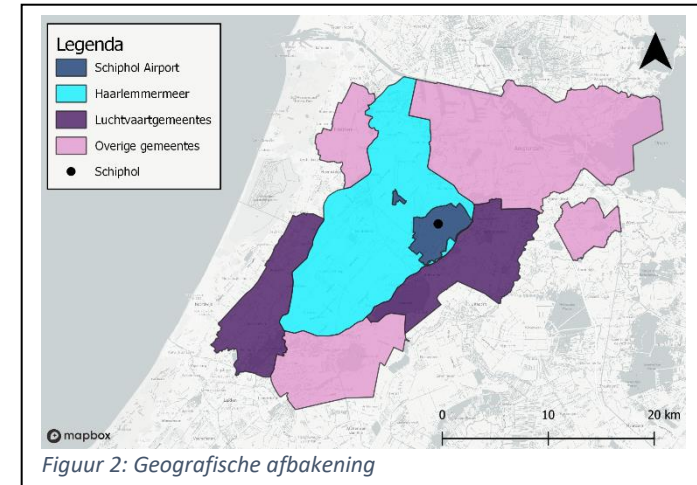 Legenda
Schiphol Airport
Haarlemmermeer
Luchtvaartgemeentes
Overige gemeentes
Schiphol
0 10 20 km
mapbox
Figuur 2: Geografische afbakening